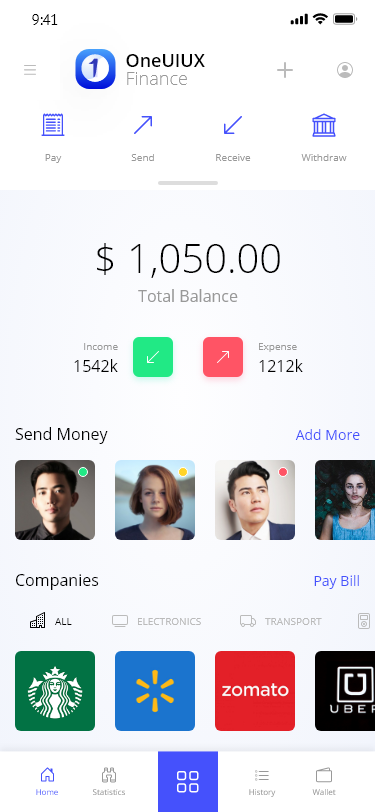 9:41
1
OneUIUX
Finance
Pay
Send
Receive
Withdraw
$ 1,050.00
Total Balance
Income
1542k
Expense
1212k
Send Money
Add More
Companies
Pay Bill
ALL
ELECTRONICS
TRANSPORT
zomato
U
UBER
Home
Statistics
History
Wallet